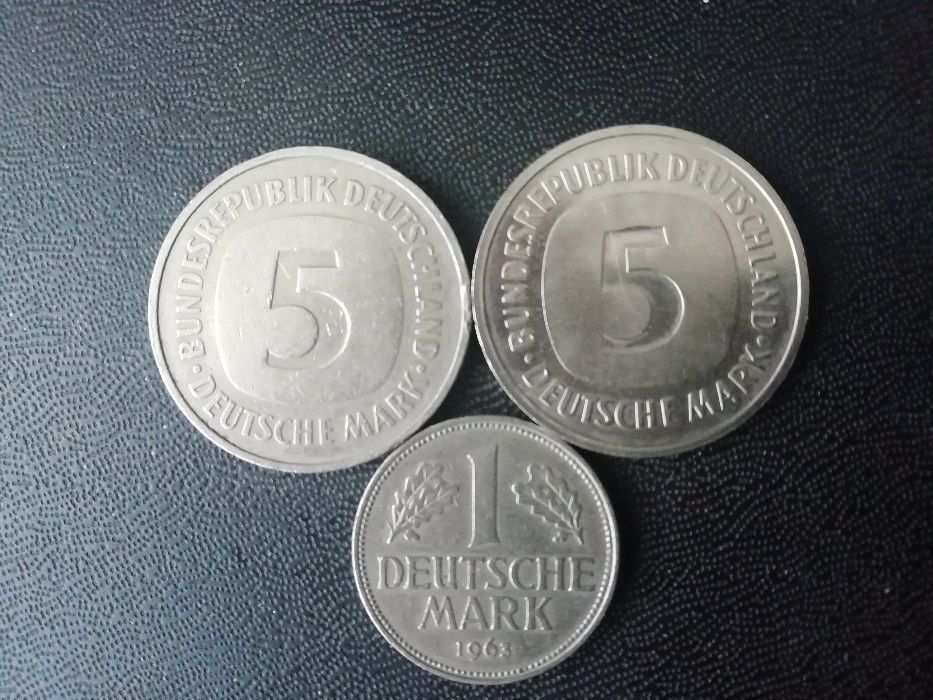 BUNDESREPUBLIK DEUTSCHLAND
5
· DEUTSCHE MARK ·
BUNDESREPUBLIK DEUTSCHLAND
5
· DEUTSCHE MARK ·
1
DEUTSCHE
MARK
1963